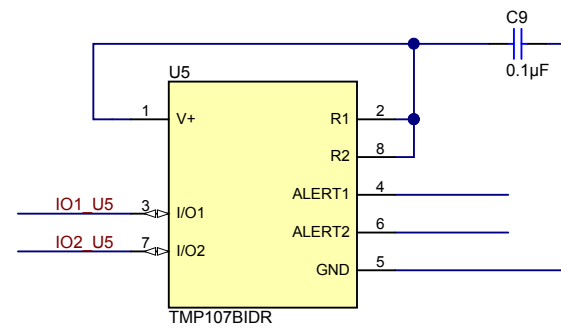 C9
0.1µF
U5
1 V+ R1 2
R2 8
ALERT1 4
IO1_U5 3 I/O1
ALERT2 6
IO2_U5 7 I/O2
GND 5
TMP107BIDR